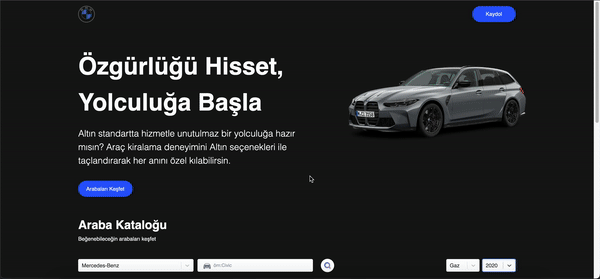 Kaydol
Özgürlüğü Hisset,
Yolculuğa Başla
Altın standartta hizmetle unutulmaz bir yolculuğa hazır
mısın? Araç kiralama deneyimini Altın seçenekleri ile
taçlandırarak her anını özel kılabilirsin.
Arabaları Keşfet
Araba Kataloğu
Beğenebileceğin arabaları keşfet
Mercedes-Benz
örn:Civic
Gaz
2020